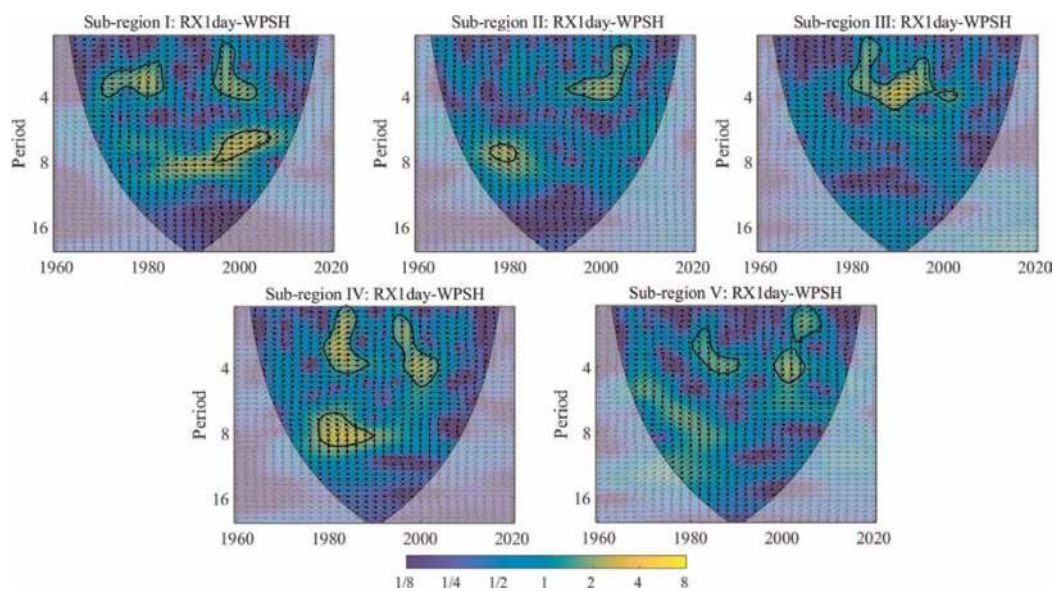 Sub-region I: RX1day-WPSH
Sub-region II: RX1day-WPSH
Sub-region III: RX1day-WPSH
Period
4
8
16
1960 1980 2000 2020
4
8
16
1960 1980 2000 2020
4
8
16
1960 1980 2000 2020
Sub-region IV: RX1day-WPSH
Sub-region V: RX1day-WPSH
Period
4
8
16
1960 1980 2000 2020
Period
4
8
16
1960 1980 2000 2020
1/8 1/4 1/2 1 2 4 8